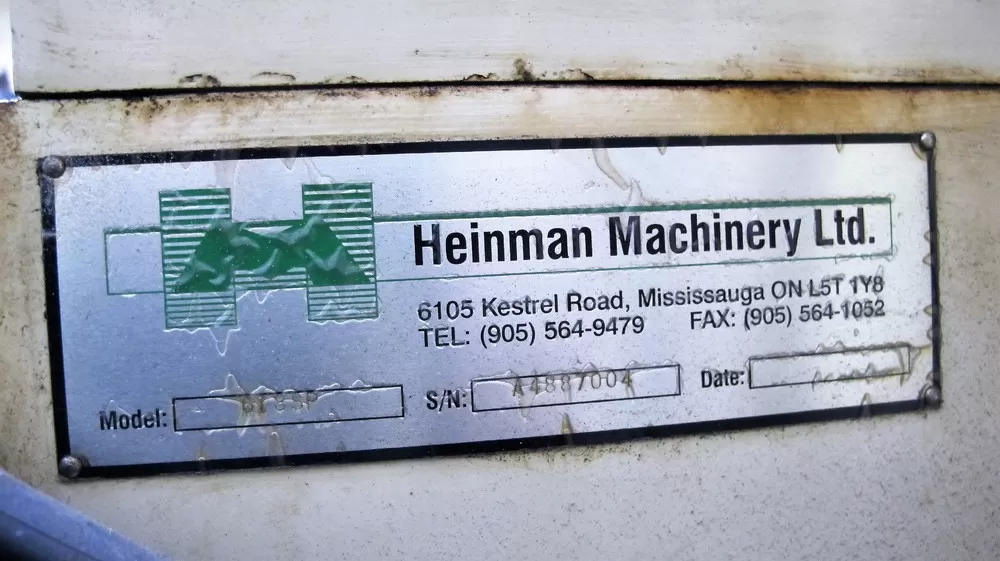 Heinman Machinery Ltd.
6105 Kestrel Road, Mississauga ON L5T 1Y8
TEL: (905) 564-9479 FAX: (905) 564-1052
Model: S/N: A4887004 Date: